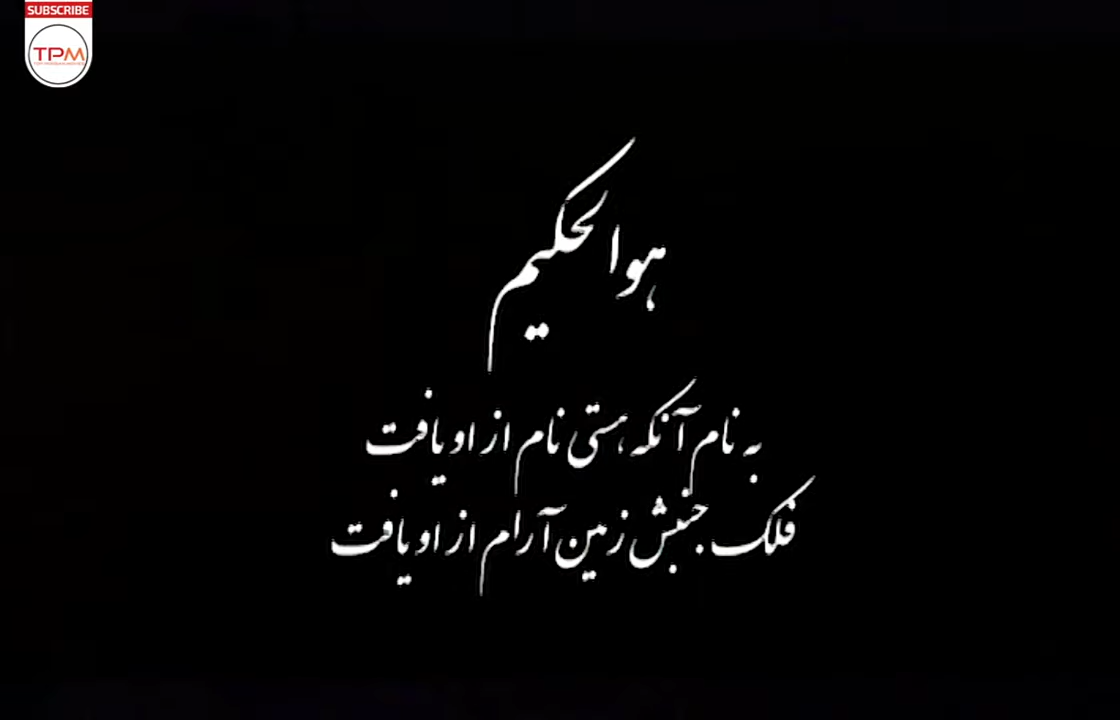 SUBSCRIBE
TPM
هوالحکیم
به نام آنکه هستی نام از او یافت
فلک جنبش زمین آرام از او یافت